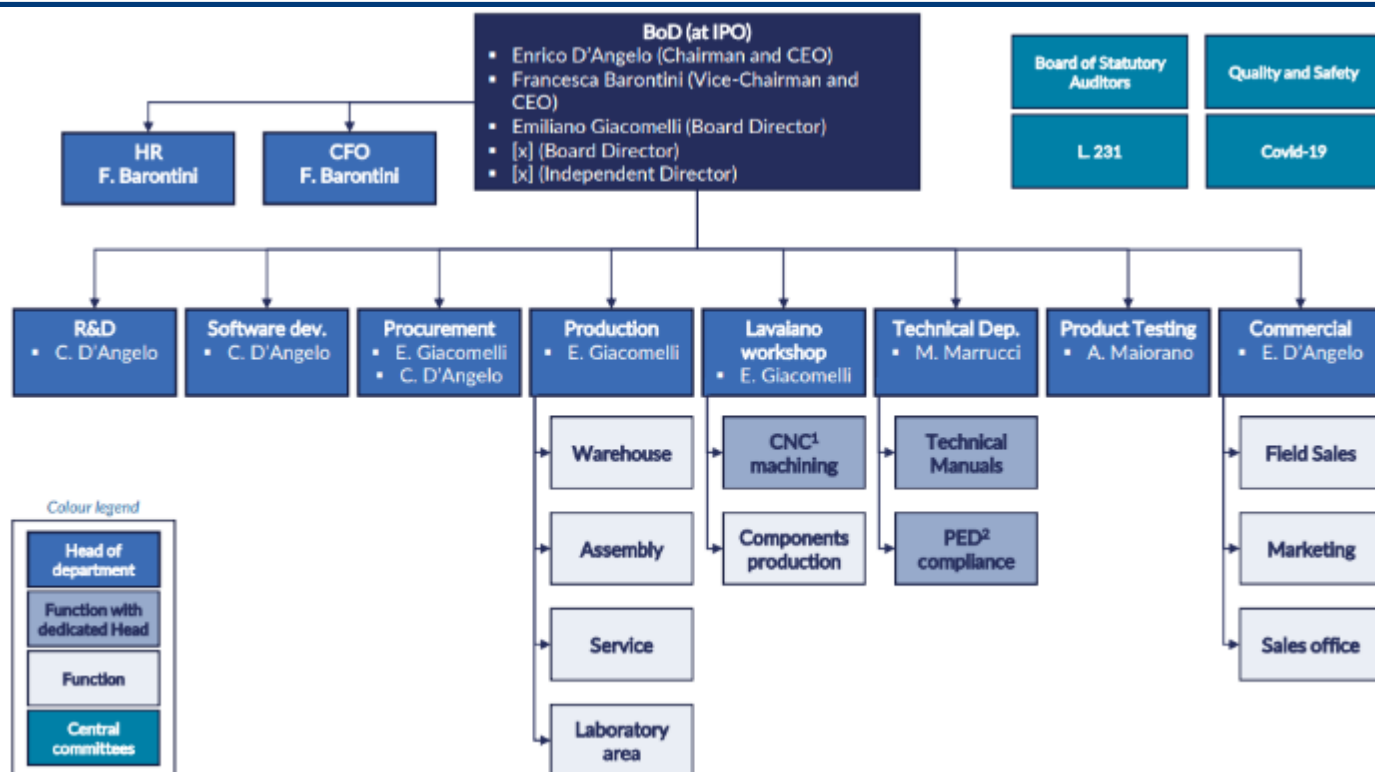 BoD (at IPO)
▪ Enrico D'Angelo (Chairman and CEO)
▪ Francesca Barontini (Vice-Chairman and
CEO)
▪ Emiliano Giacomelli (Board Director)
▪ [x] (Board Director)
▪ [x] (Independent Director)
Board of Statutory
Auditors
Quality and Safety
L. 231
Covid-19
HR
F. Barontini
CFO
F. Barontini
R&D
▪ C. D'Angelo
Software dev.
▪ C. D'Angelo
Procurement
▪ E. Giacomelli
▪ C. D'Angelo
Production
▪ E. Giacomelli
Lavaiano
workshop
▪ E. Giacomelli
Technical Dep.
▪ M. Marrucci
Product Testing
▪ A. Maiorano
Commercial
▪ E. D'Angelo
Warehouse
Assembly
Service
Laboratory
area
CNC¹
machining
Components
production
Technical
Manuals
PED²
compliance
Field Sales
Marketing
Sales office
Colour legend
Head of
department
Function with
dedicated Head
Function
Central
committees